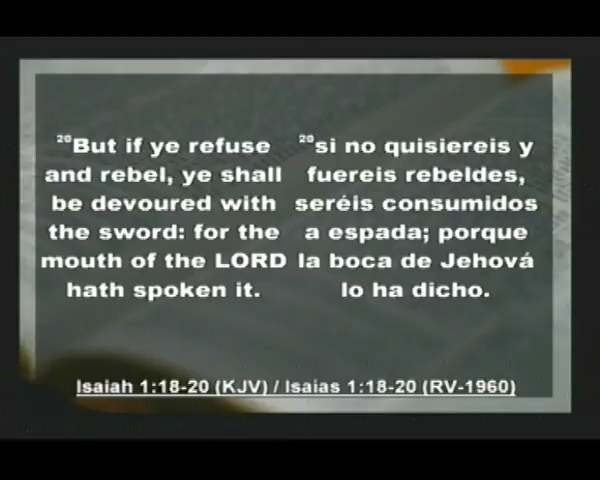 ²⁰But if ye refuse
and rebel, ye shall
be devoured with
the sword: for the
mouth of the LORD
hath spoken it.
²⁰si no quisiereis y
fuereis rebeldes,
seréis consumidos
a espada; porque
la boca de Jehová
lo ha dicho.
Isaiah 1:18-20 (KJV) / Isaias 1:18-20 (RV-1960)